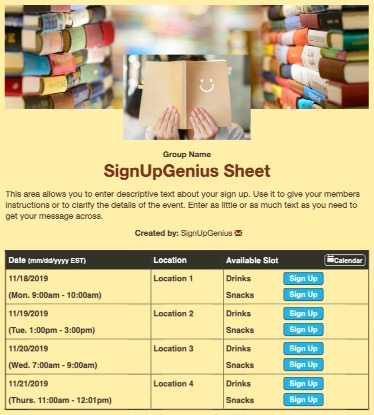 Group Name
SignUpGenius Sheet
This area allows you to enter descriptive text about your sign up. Use it to give your members
instructions or to clarify the details of the event. Enter as little or as much text as you need to
get your message across.
Created by: SignUpGenius
Date (mm/dd/yyyy EST) Location Available Slot Calendar
11/18/2019 Location 1 Drinks Sign Up
(Mon. 9:00am - 10:00am) Snacks Sign Up
11/19/2019 Location 2 Drinks Sign Up
(Tue. 1:00pm - 3:00pm) Snacks Sign Up
11/20/2019 Location 3 Drinks Sign Up
(Wed. 7:00am - 9:00am) Snacks Sign Up
11/21/2019 Location 4 Drinks Sign Up
(Thurs. 11:00am - 12:01pm) Snacks Sign Up